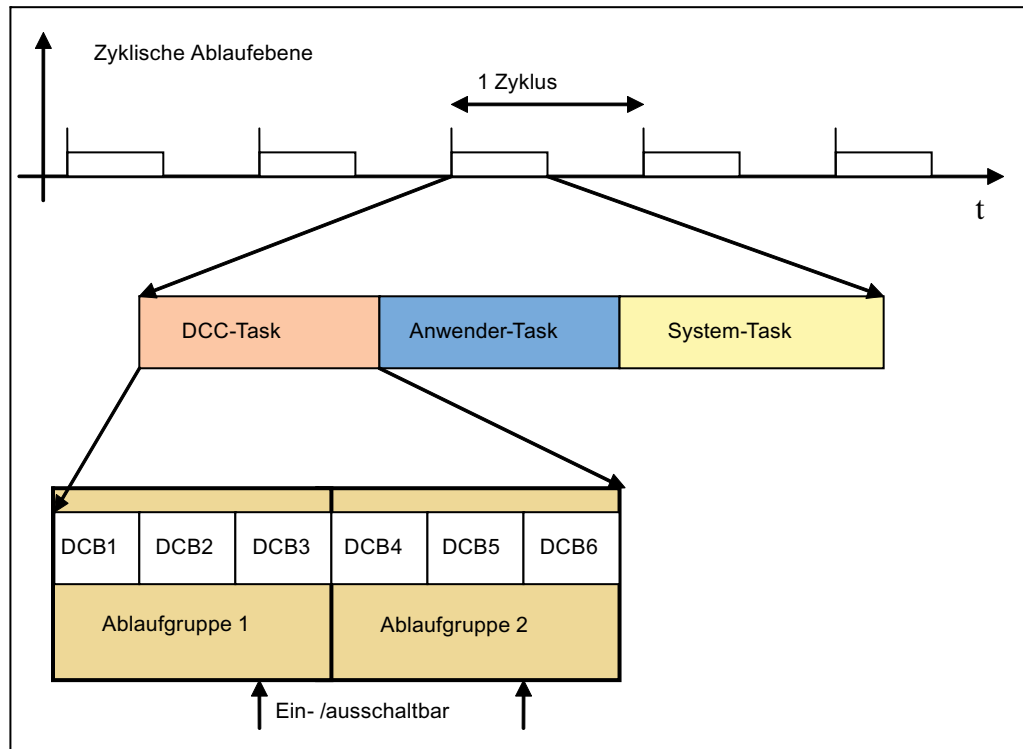 Zyklische Ablaufebene
1 Zyklus
t
DCC-Task
Anwender-Task
System-Task
DCB1
DCB2
DCB3
DCB4
DCB5
DCB6
Ablaufgruppe 1
Ablaufgruppe 2
Ein- /ausschaltbar